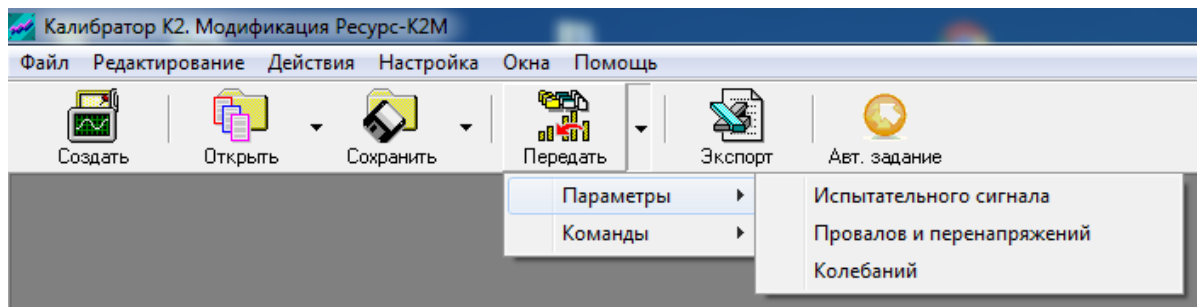 Калибратор К2. Модификация Ресурс-К2М
Файл Редактирование Действия Настройка Окна Помощь
Создать Открыть Сохранить Передать Экспорт Авт. задание
Параметры Испытательного сигнала
Команды Провалов и перенапряжений
Колебаний